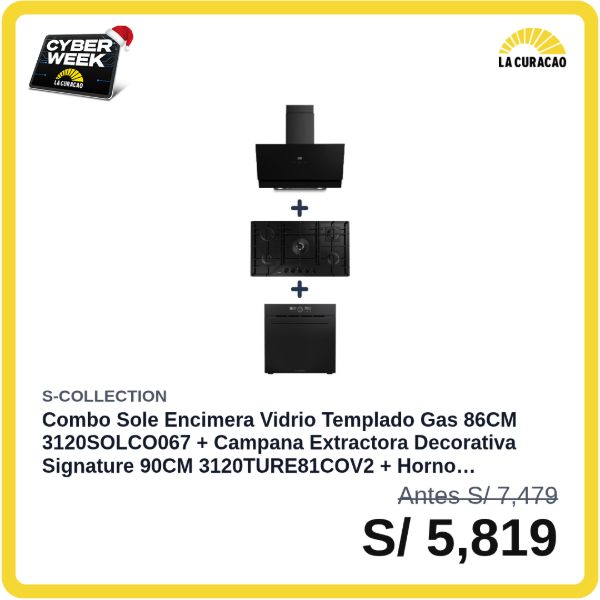 CYBER
WEEK
LA CURACAO
LA CURACAO
S-COLLECTION
Combo Sole Encimera Vidrio Templado Gas 86CM
3120SOLCO067 + Campana Extractora Decorativa
Signature 90CM 3120TURE81COV2 + Horno…
Antes S/ 7,479
S/ 5,819